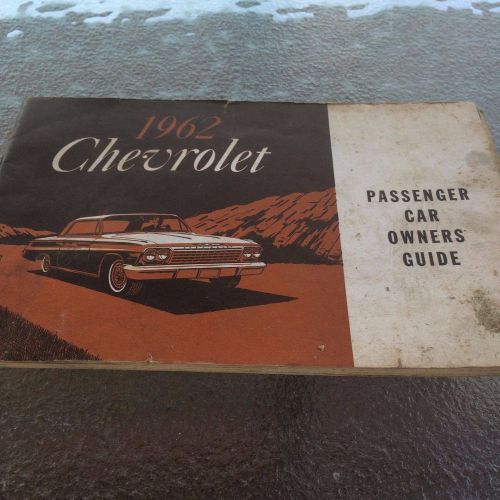 1962
Chevrolet
PASSENGER
CAR
OWNERS
GUIDE